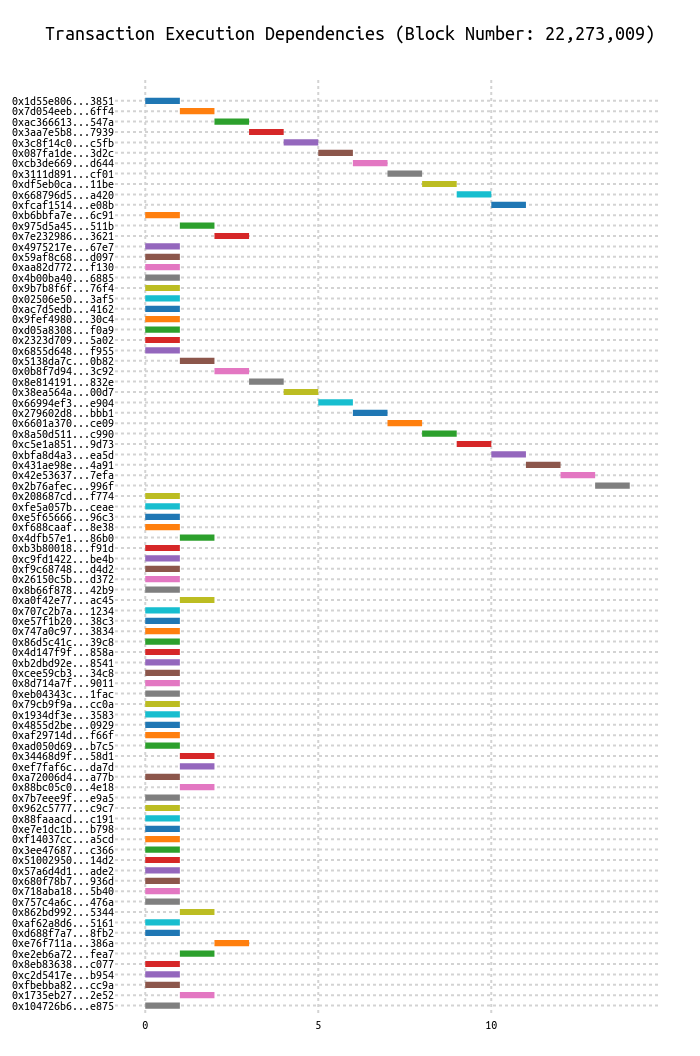 Transaction Execution Dependencies (Block Number: 22,273,009)
0x1d55e806...3851
0x7d054eeb...6ff4
0xac366613...547a
0x3aa7e5b8...7939
0x3c8f14c0...c5fb
0x087fa1de...3d2c
0xcb3de669...d644
0x3111d891...cf01
0xdf5eb0ca...11be
0x668796d5...a420
0xfcaf1514...e08b
0xb6bbfa7e...6c91
0x975d5a45...511b
0x7e232986...3621
0x4975217e...67e7
0x59af8c68...d097
0xaa82d772...f130
0x4b00ba40...6885
0x9b7b8f6f...76f4
0x02506e50...3af5
0xac7d5edb...4162
0x9fef4980...30c4
0xd05a8308...f0a9
0x2323d709...5a02
0x6855d648...f955
0x5138da7c...0b82
0x0b8f7d94...3c92
0x8e814191...832e
0x38ea564a...00d7
0x66994ef3...e904
0x279602d8...bbb1
0x6601a370...ce09
0x8a50d511...c990
0xc5e1a851...9d73
0xbfa8d4a3...ea5d
0x431ae98e...4a91
0x42e53637...7efa
0x2b76afec...996f
0x208687cd...f774
0xfe5a057b...ceae
0xe5f65666...96c3
0xf688caaf...8e38
0x4dfb57e1...86b0
0xb3b80018...f91d
0xc9fd1422...be4b
0xf9c68748...d4d2
0x26150c5b...d372
0x8b66f878...42b9
0xa0f42e77...ac45
0x707c2b7a...1234
0xe57f1b20...38c3
0x747a0c97...3834
0x86d5c41c...39c8
0x4d147f9f...858a
0xb2dbd92e...8541
0xcee59cb3...34c8
0x8d714a7f...9011
0xeb04343c...1fac
0x79cb9f9a...cc0a
0x1934df3e...3583
0x4855d2be...0929
0xaf29714d...f66f
0xad050d69...b7c5
0x34468d9f...58d1
0xef7faf6c...da7d
0xa72006d4...a77b
0x88bc05c0...4e18
0x7b7eee9f...e9a5
0x962c5777...c9c7
0x88faaacd...c191
0xe7e1dc1b...b798
0xf14037cc...a5cd
0x3ee47687...c366
0x51002950...14d2
0x57a6d4d1...ade2
0x680f78b7...936d
0x718aba18...5b40
0x757c4a6c...476a
0x862bd992...5344
0xaf62a8d6...5161
0xd688f7a7...8fb2
0xe76f711a...386a
0xe2eb6a72...fea7
0x8eb83638...c077
0xc2d5417e...b954
0xfbebba82...cc9a
0x1735eb27...2e52
0x104726b6...e875
0 5 10